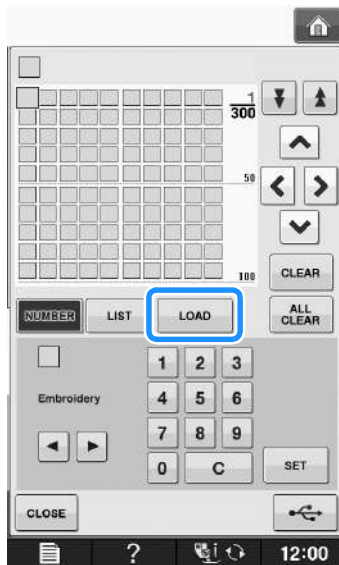 1
300
50
100
CLEAR
NUMBER LIST LOAD
ALL
CLEAR
1 2 3
Embroidery
4 5 6
7 8 9
0 C
SET
CLOSE
? 12:00